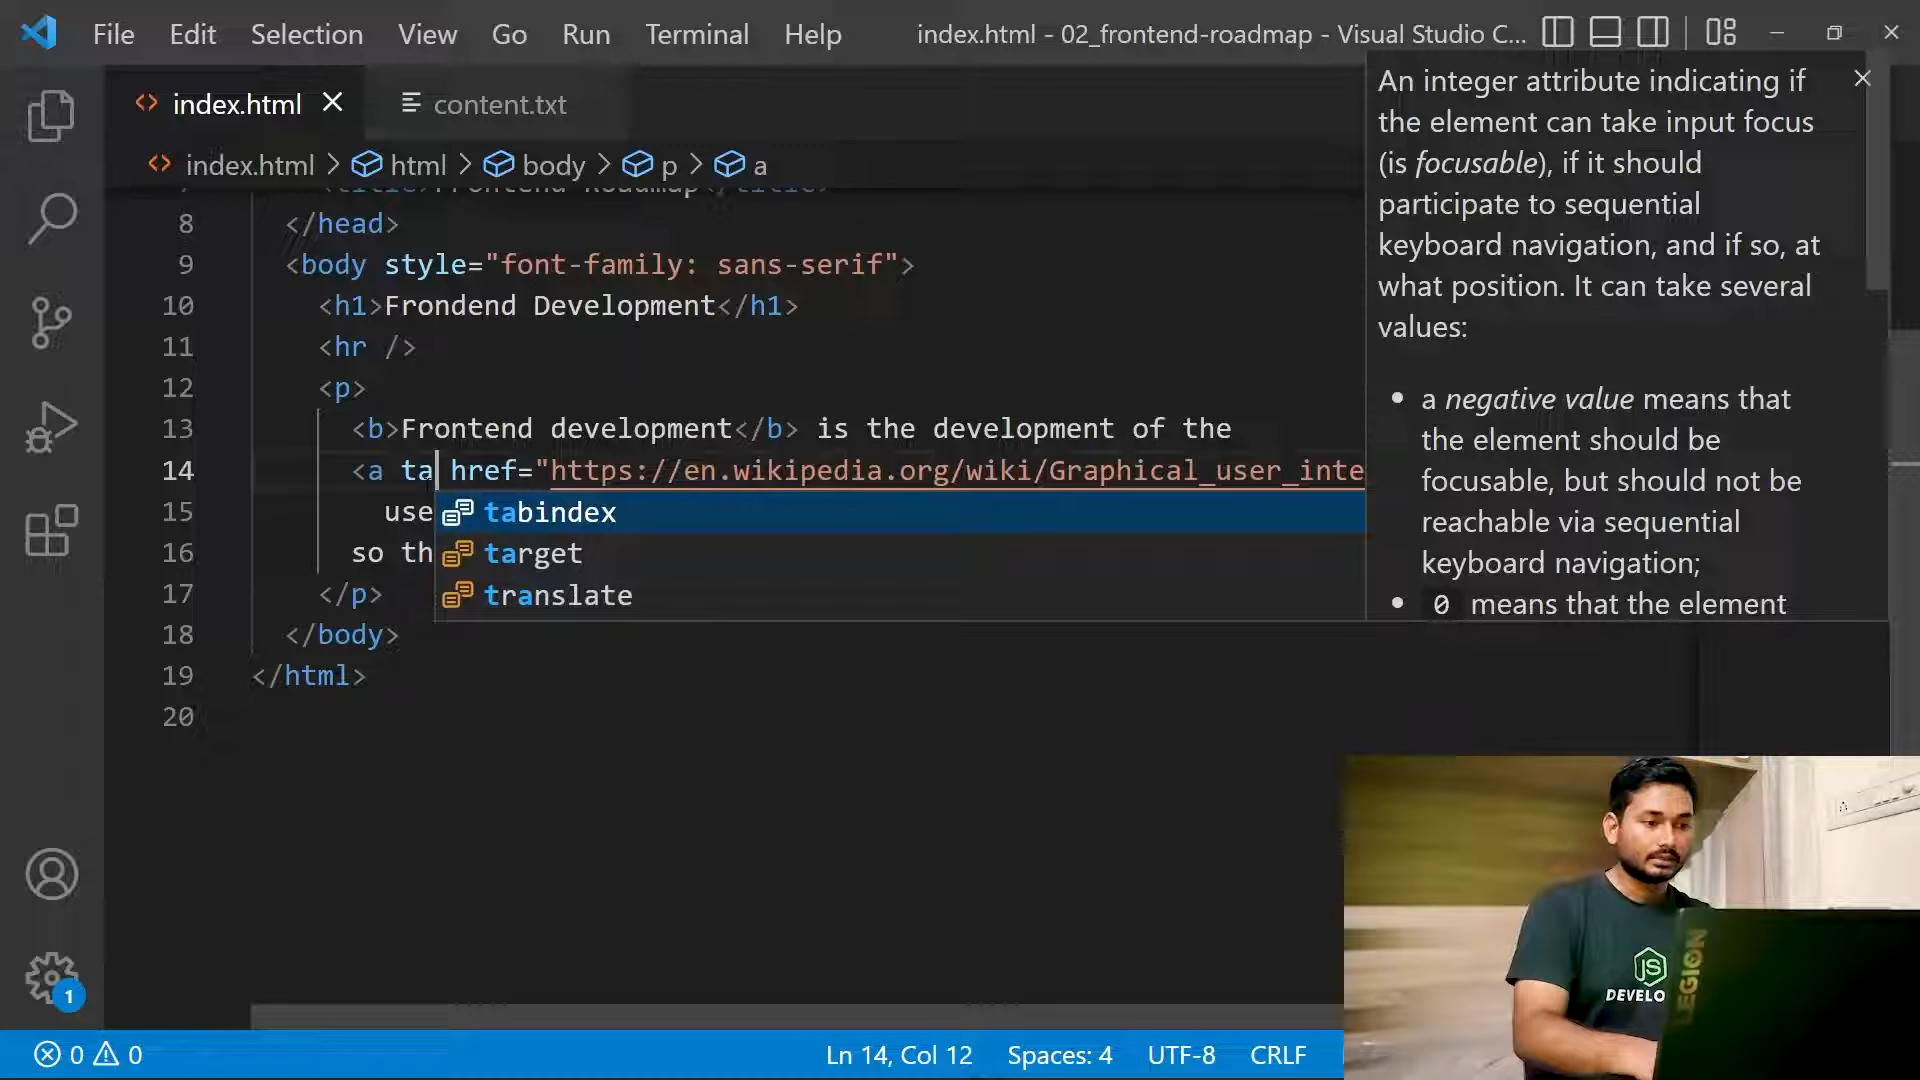 File Edit Selection View Go Run Terminal Help index.html - 02_frontend-roadmap - Visual Studio C...
index.html content.txt
index.html > html > body > p > a
7 <title>Frontend Roadmap</title>
8 </head>
9 <body style="font-family: sans-serif">
10 <h1>Frondend Development</h1>
11 <hr />
12 <p>
13 <b>Frontend development</b> is the development of the
14 <a ta href="https://en.wikipedia.org/wiki/Graphical_user_inte
15 use
16 so th
17 </p>
18 </body>
19 </html>
20
tabindex
target
translate
An integer attribute indicating if
the element can take input focus
(is focusable), if it should
participate to sequential
keyboard navigation, and if so, at
what position. It can take several
values:
• a negative value means that
the element should be
focusable, but should not be
reachable via sequential
keyboard navigation;
• 0 means that the element
1
0 0 Ln 14, Col 12 Spaces: 4 UTF-8 CRLF
JS
DEVELO
LEGION